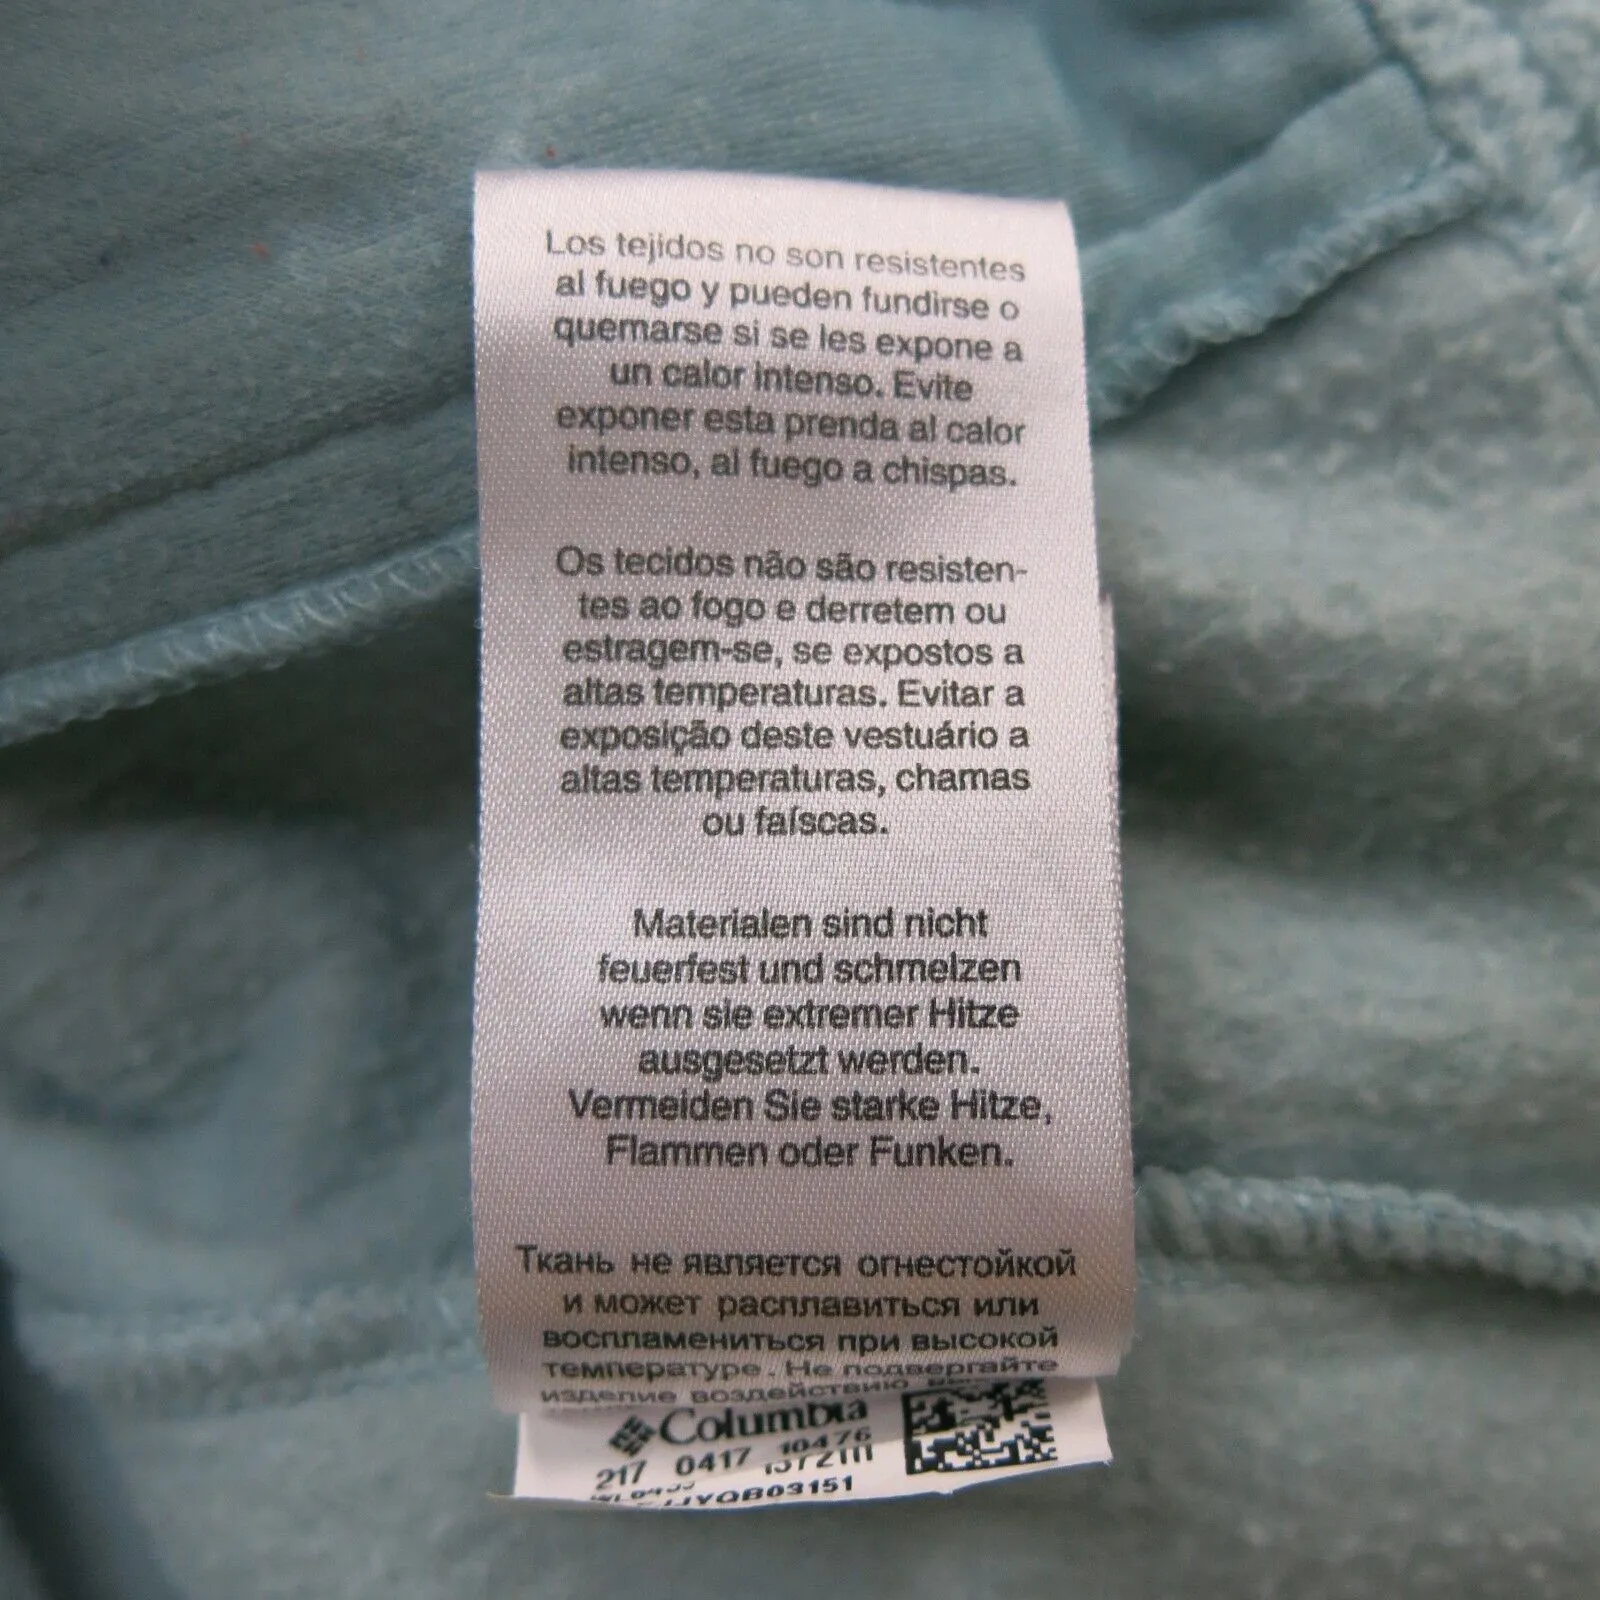 Los tejidos no son resistentes
al fuego y pueden fundirse o
quemarse si se les expone a
un calor intenso. Evite
exponer esta prenda al calor
intenso, al fuego a chispas.
Os tecidos não são resisten-
tes ao fogo e derretem ou
estragem-se, se expostos a
altas temperaturas. Evitar a
exposição deste vestuário a
altas temperaturas, chamas
ou faíscas.
Materialen sind nicht
feuerfest und schmelzen
wenn sie extremer Hitze
ausgesetzt werden.
Vermeiden Sie starke Hitze,
Flammen oder Funken.
Ткань не является огнестойкой
и может расплавиться или
воспламениться при высокой
температуре. Не подвергайте
изделие воздействию
Columbia
217 0417 10476